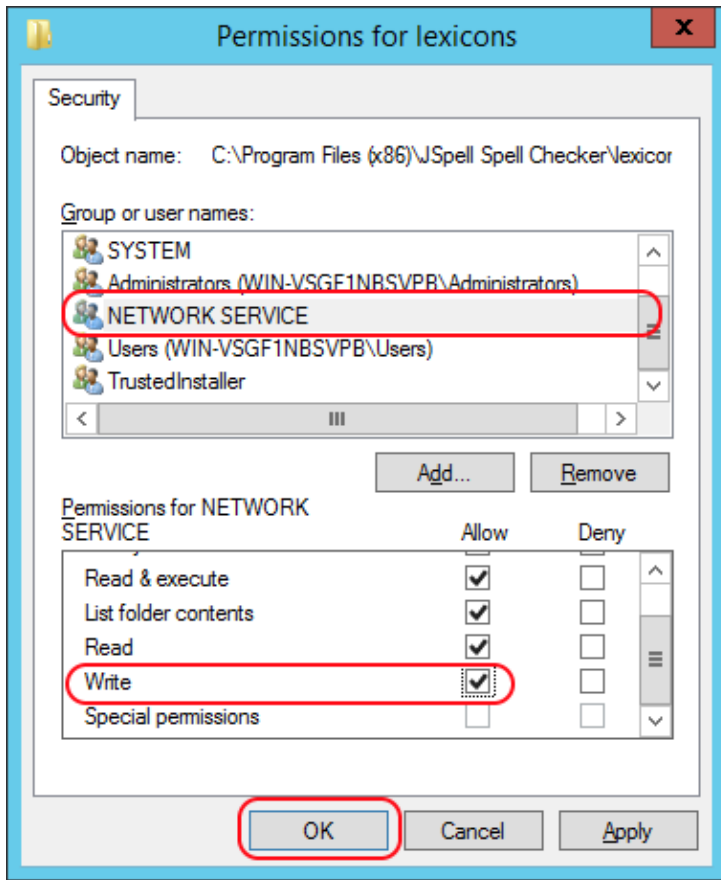 Permissions for lexicons
x
Security
Object name: C:\Program Files (x86)\JSpell Spell Checker\lexicor
Group or user names:
SYSTEM
Administrators (WIN-VSGF1NBSVPB\Administrators)
NETWORK SERVICE
Users (WIN-VSGF1NBSVPB\Users)
TrustedInstaller
Add... Remove
Permissions for NETWORK
SERVICE Allow Deny
Read & execute
List folder contents
Read
Write
Special permissions
OK Cancel Apply